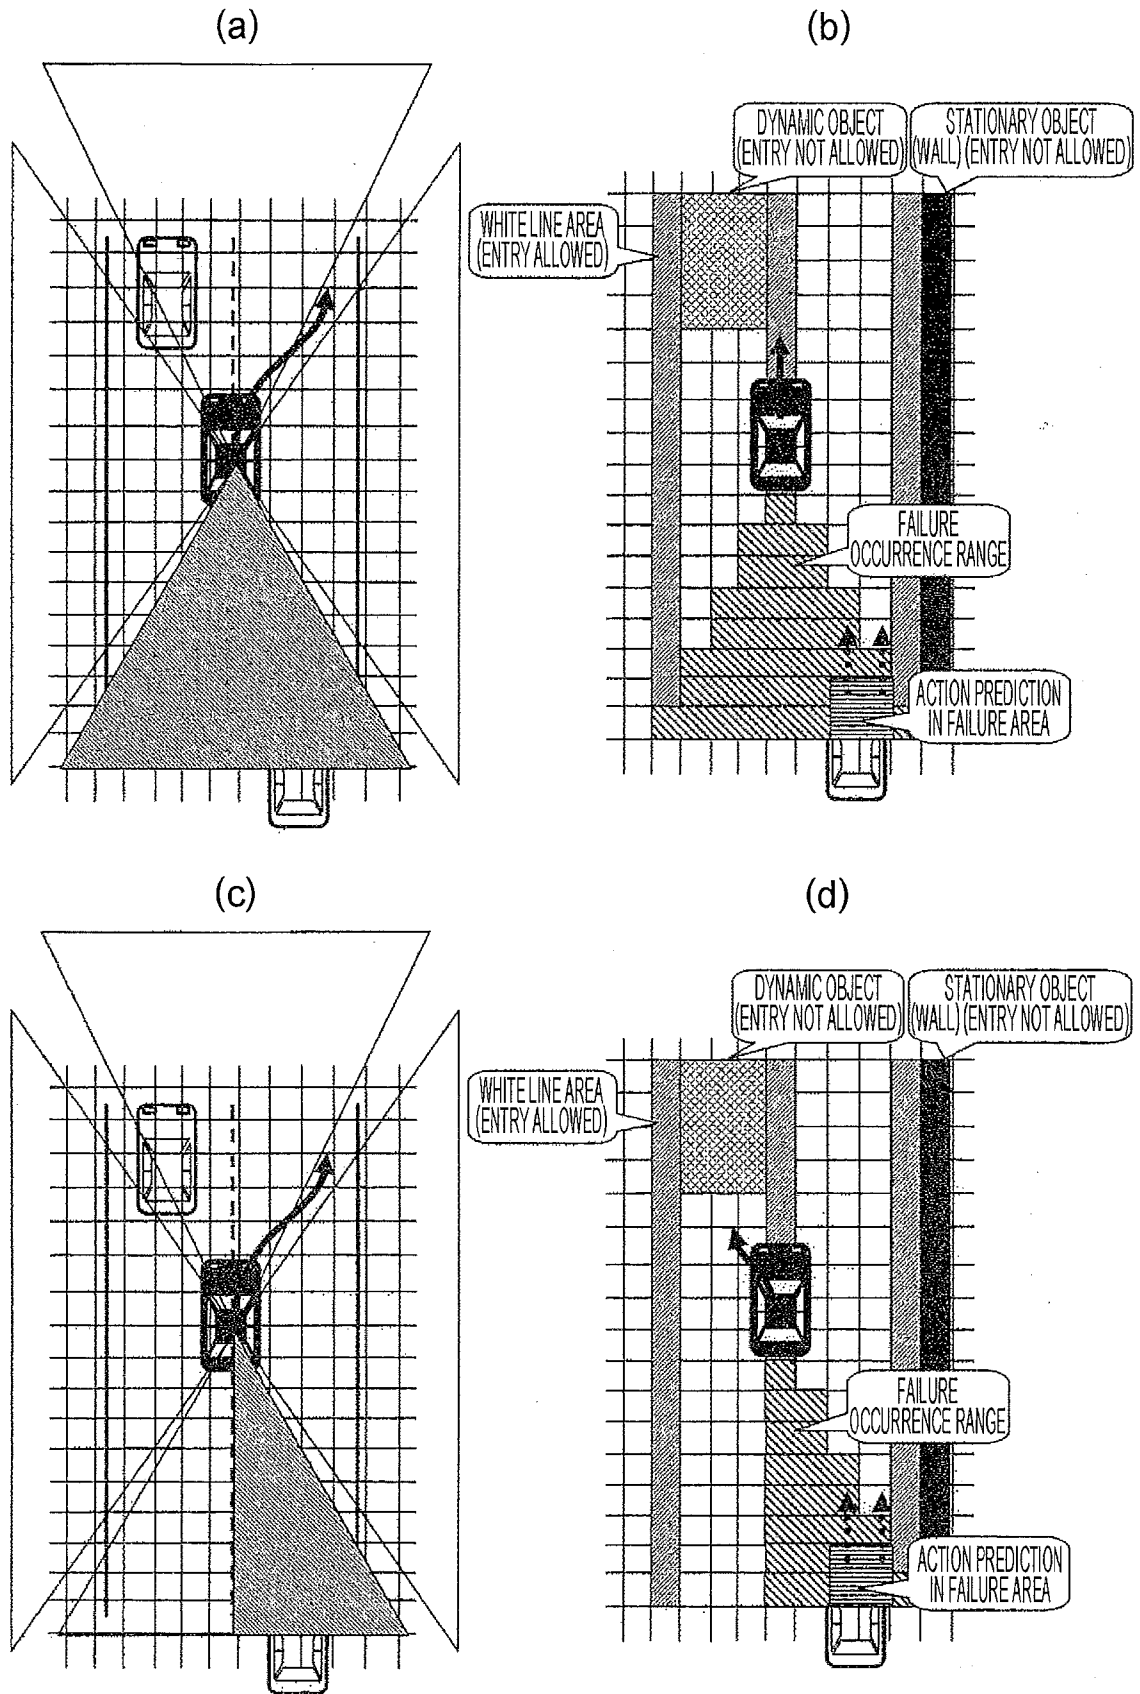 (a)
(b)
DYNAMIC OBJECT
(ENTRY NOT ALLOWED)
STATIONARY OBJECT
(WALL) (ENTRY NOT ALLOWED)
WHITE LINE AREA
(ENTRY ALLOWED)
FAILURE
OCCURRENCE RANGE
ACTION PREDICTION
IN FAILURE AREA
(c)
(d)
DYNAMIC OBJECT
(ENTRY NOT ALLOWED)
STATIONARY OBJECT
(WALL) (ENTRY NOT ALLOWED)
WHITE LINE AREA
(ENTRY ALLOWED)
FAILURE
OCCURRENCE RANGE
ACTION PREDICTION
IN FAILURE AREA